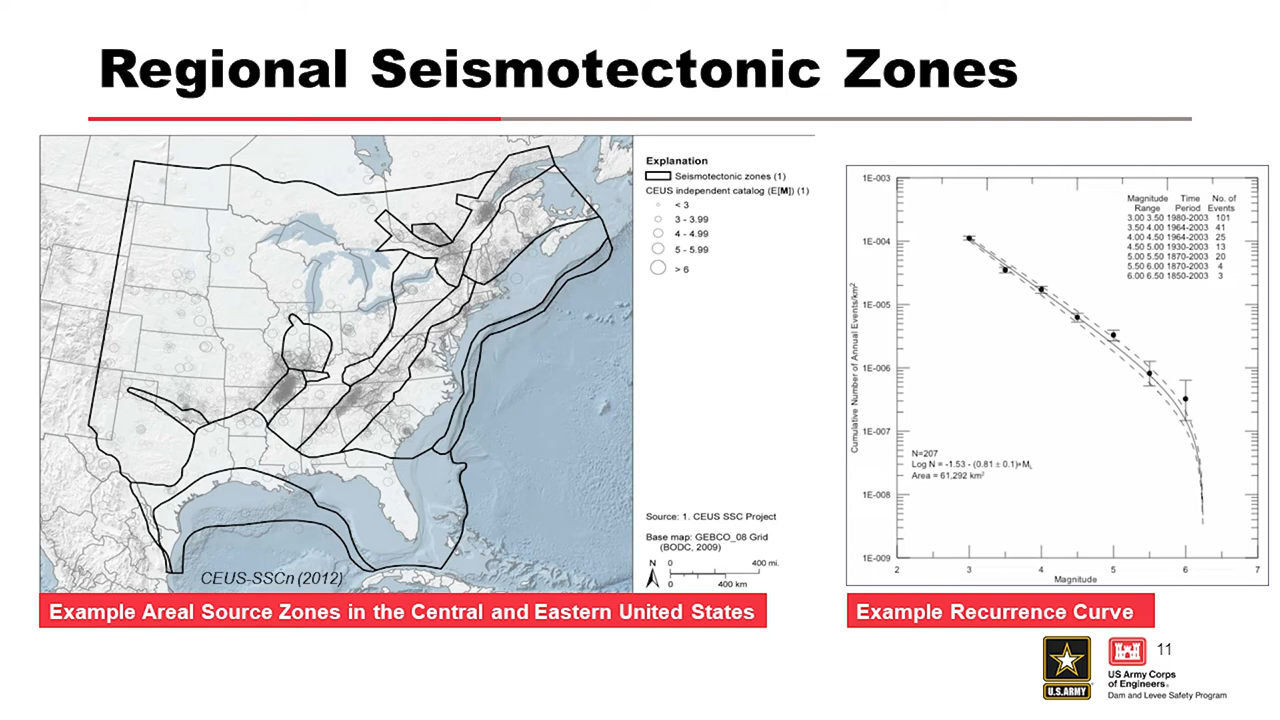 Regional Seismotectonic Zones
Explanation
Seismotectonic zones (1)
CEUS independent catalog (E[M]) (1)
< 3
3 - 3.99
4 - 4.99
5 - 5.99
> 6
Source: 1. CEUS SSC Project
Base map: GEBCO_08 Grid
(BODC, 2009)
N
0 400 mi.
0 400 km
CEUS-SSCn (2012)
Example Areal Source Zones in the Central and Eastern United States
1E-003
1E-004
1E-005
1E-006
1E-007
1E-008
1E-009
Cumulative Number of Annual Events/km²
Magnitude Time No. of
Range Period Events
3.00 3.50 1980-2003 101
3.50 4.00 1964-2003 41
4.00 4.50 1964-2003 25
4.50 5.00 1930-2003 13
5.00 5.50 1870-2003 20
5.50 6.00 1870-2003 4
6.00 6.50 1850-2003 3
N=207
Log N = -1.53 - (0.81 ± 0.1)*M_L
Area = 61,292 km²
2 3 4 5 6 7
Magnitude
Example Recurrence Curve
U.S.ARMY
US Army Corps
of Engineers®
Dam and Levee Safety Program
11